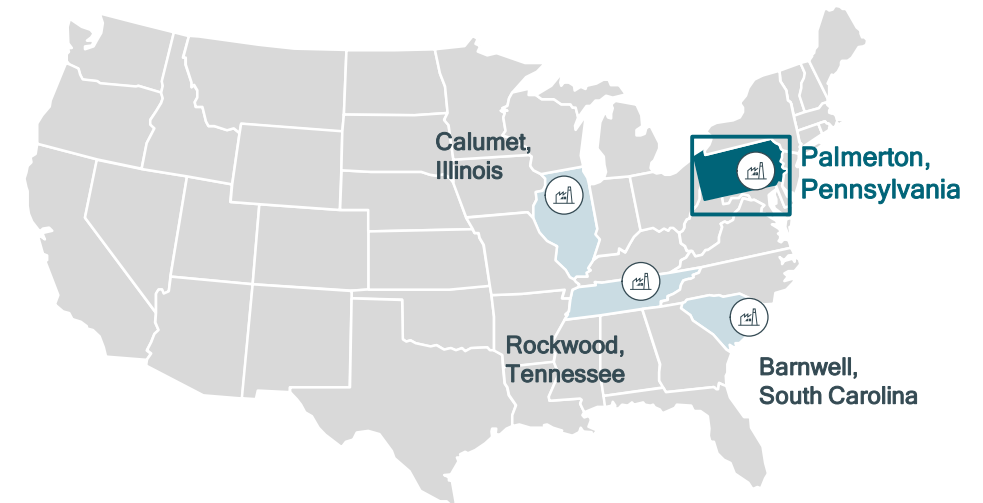 Calumet,
Illinois
Palmerton,
Pennsylvania
Rockwood,
Tennessee
Barnwell,
South Carolina